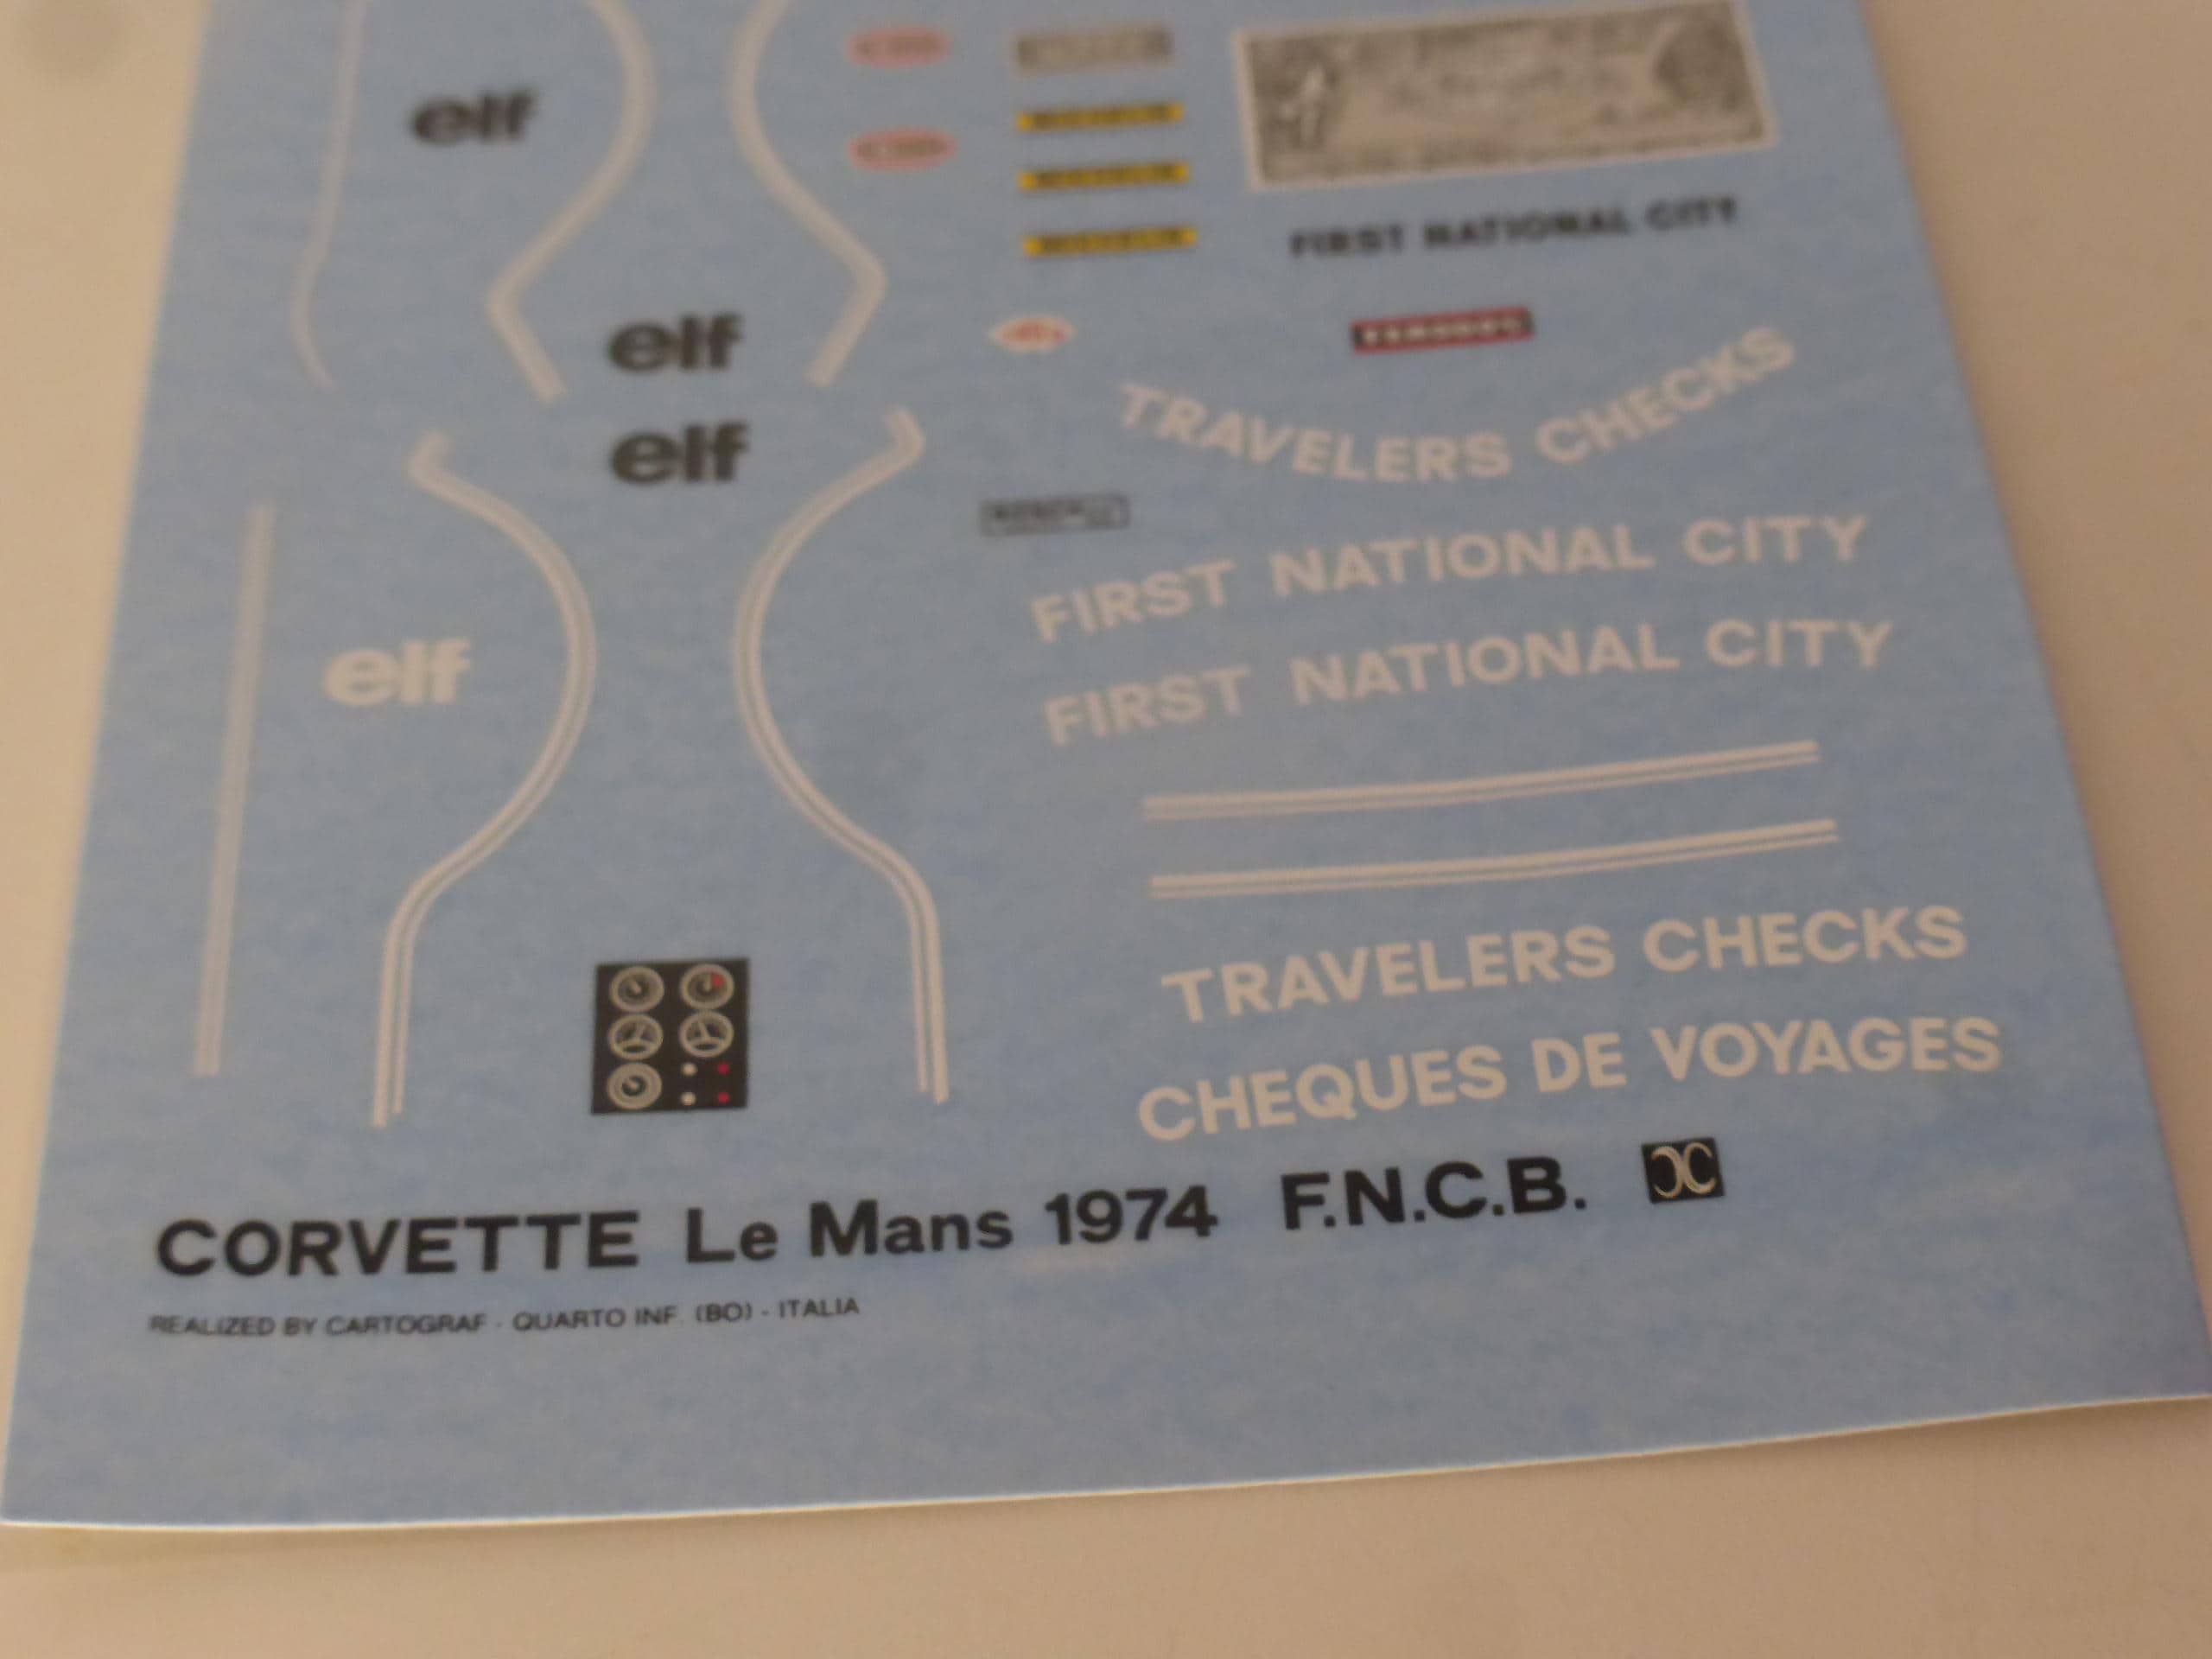 elf
FIRST NATIONAL CITY
elf
TRAVELERS CHECKS
elf
FIRST NATIONAL CITY
FIRST NATIONAL CITY
elf
TRAVELERS CHECKS
CHEQUES DE VOYAGES
CORVETTE Le Mans 1974 F.N.C.B.
REALIZED BY CARTOGRAF - QUARTO INF. (BO) - ITALIA